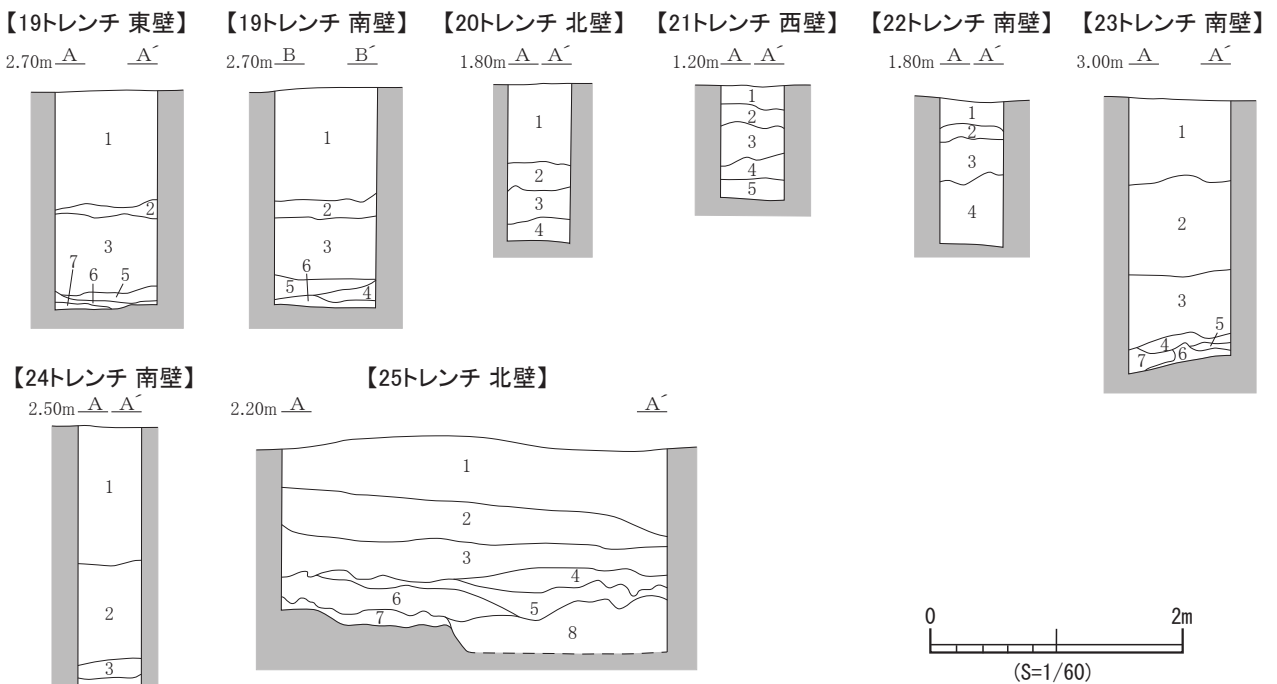 【19トレンチ 東壁】
2.70m A A´
1
2
3
7
6
5
【19トレンチ 南壁】
2.70m B B´
1
2
3
6
5
4
【20トレンチ 北壁】
1.80m A A´
1
2
3
4
【21トレンチ 西壁】
1.20m A A´
1
2
3
4
5
【22トレンチ 南壁】
1.80m A A´
1
2
3
4
【23トレンチ 南壁】
3.00m A A´
1
2
3
5
4
7
6
【24トレンチ 南壁】
2.50m A A´
1
2
3
【25トレンチ 北壁】
2.20m A A´
1
2
3
4
6
5
7
8
0 2m
(S=1/60)